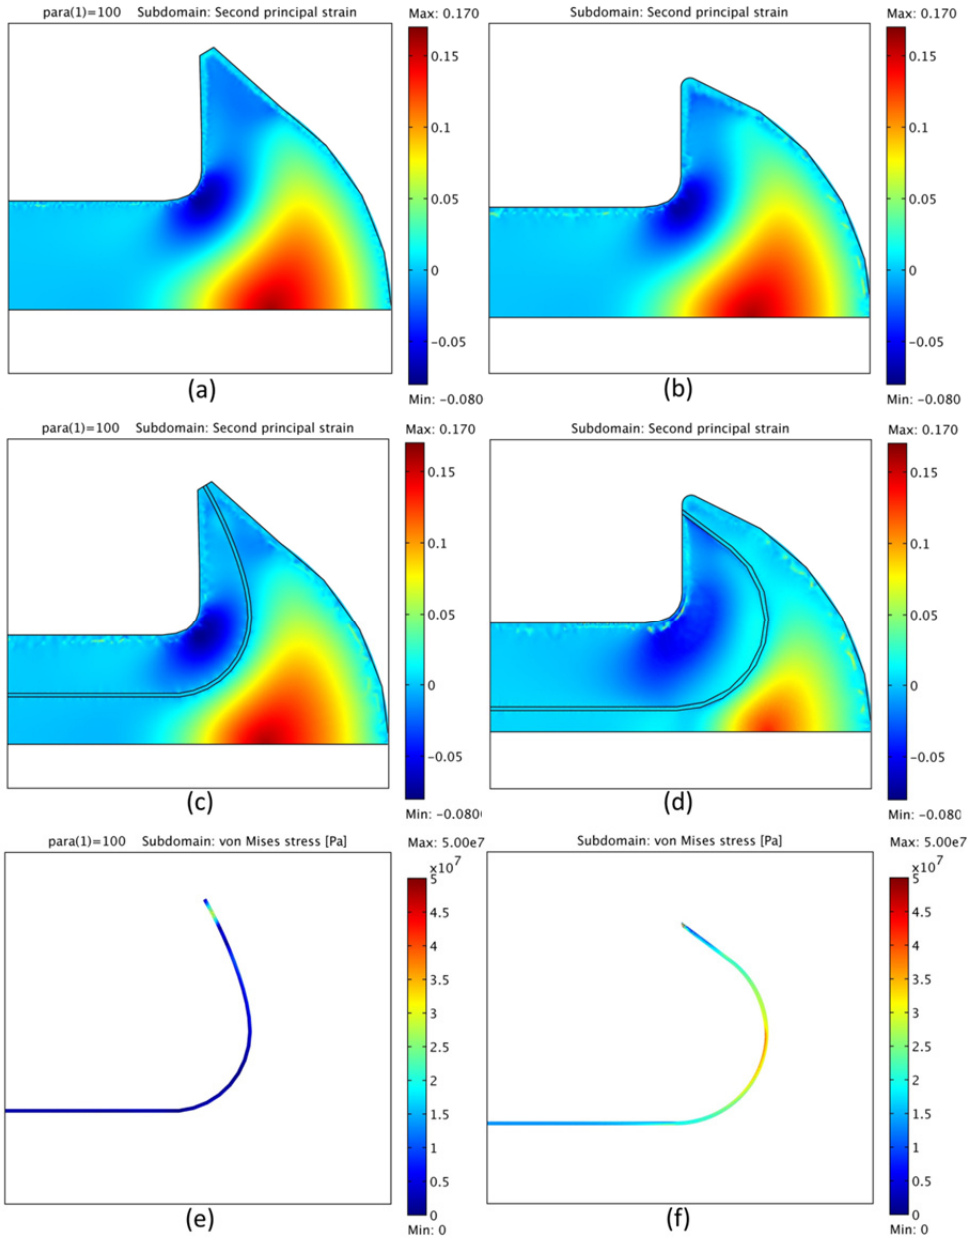 para(1)=100 Subdomain: Second principal strain Max: 0.170
Subdomain: Second principal strain Max: 0.170
0.15
0.1
0.05
0
−0.05
Min: -0.080
(a)
0.15
0.1
0.05
0
−0.05
Min: -0.080
(b)
para(1)=100 Subdomain: Second principal strain Max: 0.170
Subdomain: Second principal strain Max: 0.170
0.15
0.1
0.05
0
−0.05
Min: -0.080
(c)
0.15
0.1
0.05
0
−0.05
Min: -0.080
(d)
para(1)=100 Subdomain: von Mises stress [Pa] Max: 5.00e7
Subdomain: von Mises stress [Pa] Max: 5.00e7
×10⁷
5
4.5
4
3.5
3
2.5
2
1.5
1
0.5
0
Min: 0
(e)
×10⁷
5
4.5
4
3.5
3
2.5
2
1.5
1
0.5
0
Min: 0
(f)